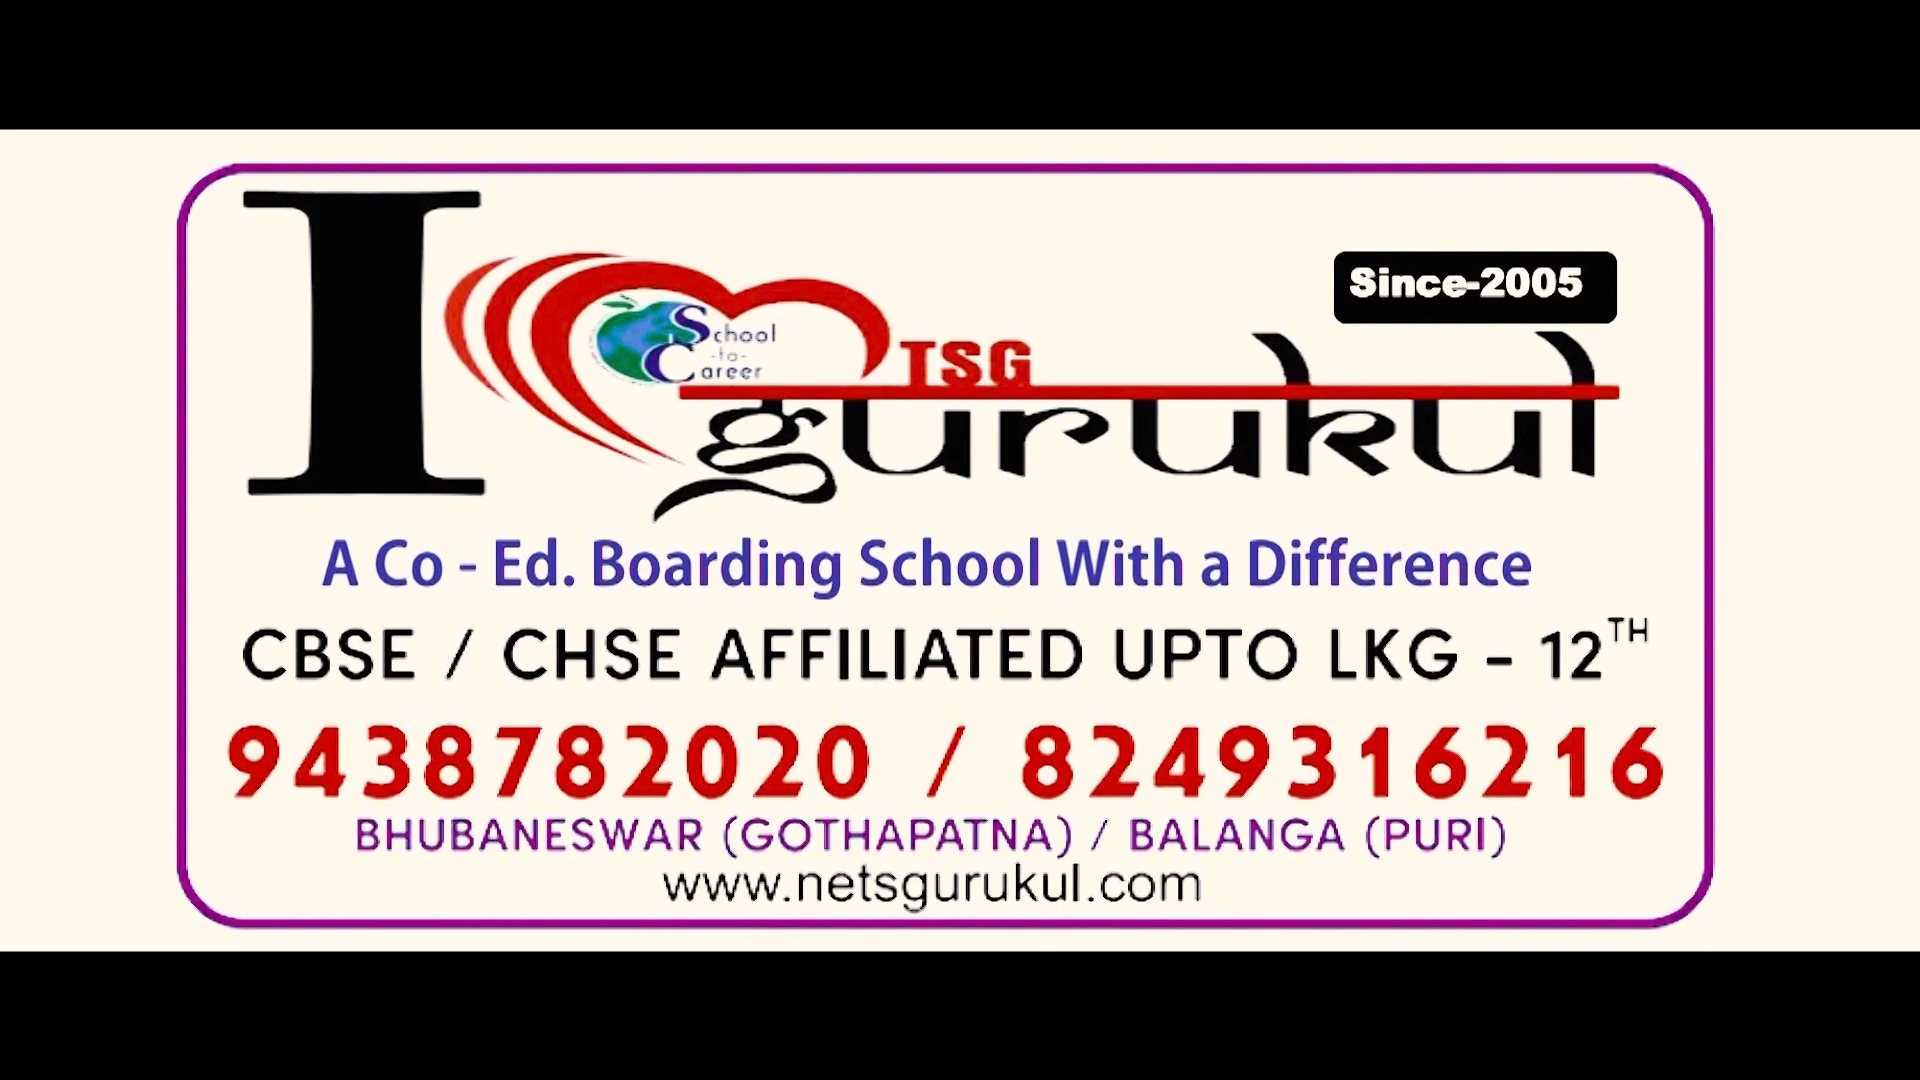 I
Since-2005
School
-to-
Career
TSG
gurukul
A Co - Ed. Boarding School With a Difference
CBSE / CHSE AFFILIATED UPTO LKG - 12TH
9438782020 / 8249316216
BHUBANESWAR (GOTHAPATNA) / BALANGA (PURI)
www.netsgurukul.com